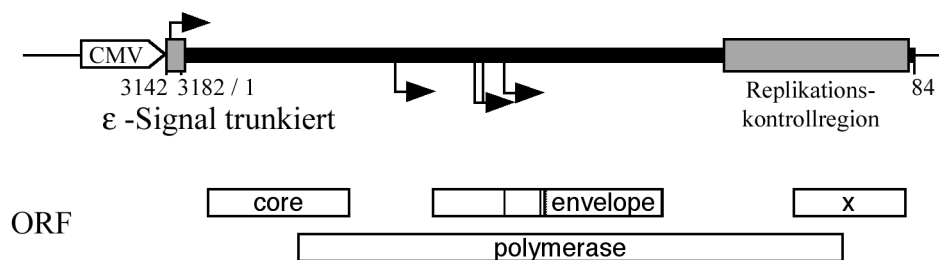 CMV
3142 3182 / 1
84
ε -Signal trunkiert
Replikations-
kontrollregion
core
envelope
x
ORF
polymerase